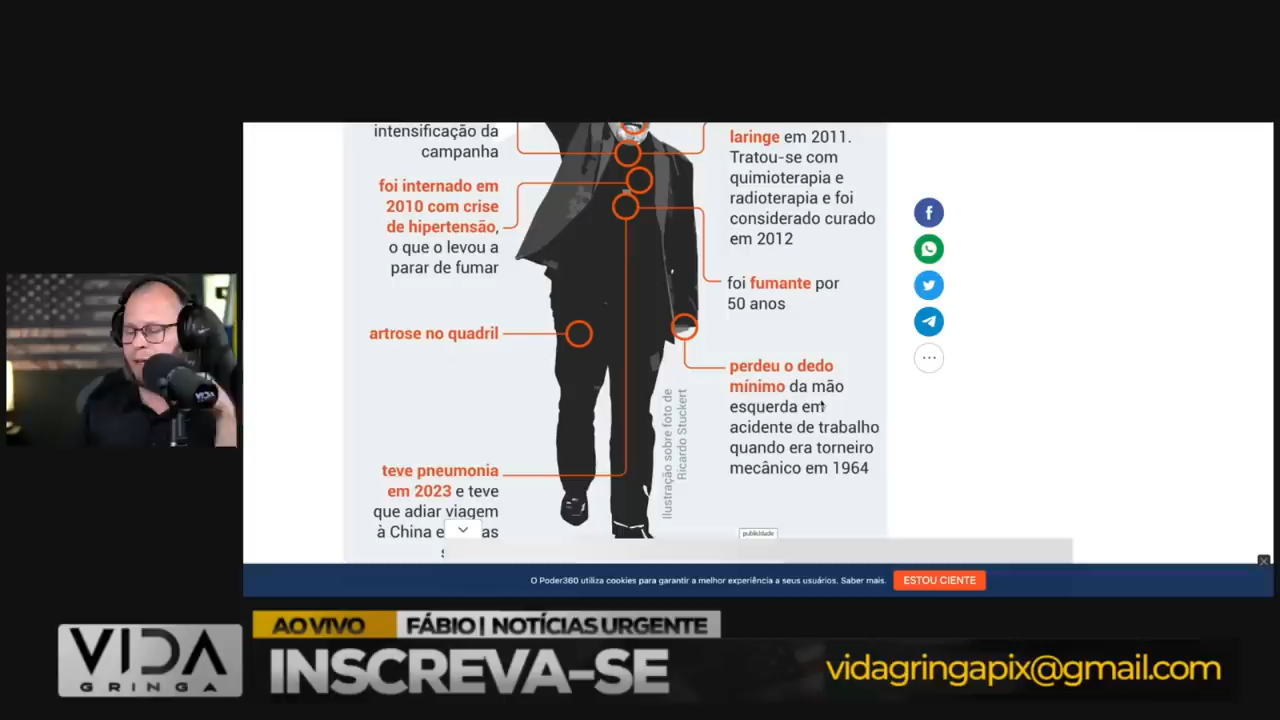 intensificação da
campanha
foi internado em
2010 com crise
de hipertensão,
o que o levou a
parar de fumar
artrose no quadril
teve pneumonia
em 2023 e teve
que adiar viagem
à China e
laringe em 2011.
Tratou-se com
quimioterapia e
radioterapia e foi
considerado curado
em 2012
foi fumante por
50 anos
perdeu o dedo
mínimo da mão
esquerda em
acidente de trabalho
quando era torneiro
mecânico em 1964
Ilustração sobre foto de
Ricardo Stuckert
publicidade
O Poder360 utiliza cookies para garantir a melhor experiência a seus usuários. Saber mais.
ESTOU CIENTE
VIDA
VIDA
GRINGA
AO VIVO
FÁBIO | NOTÍCIAS URGENTE
INSCREVA-SE
vidagringapix@gmail.com